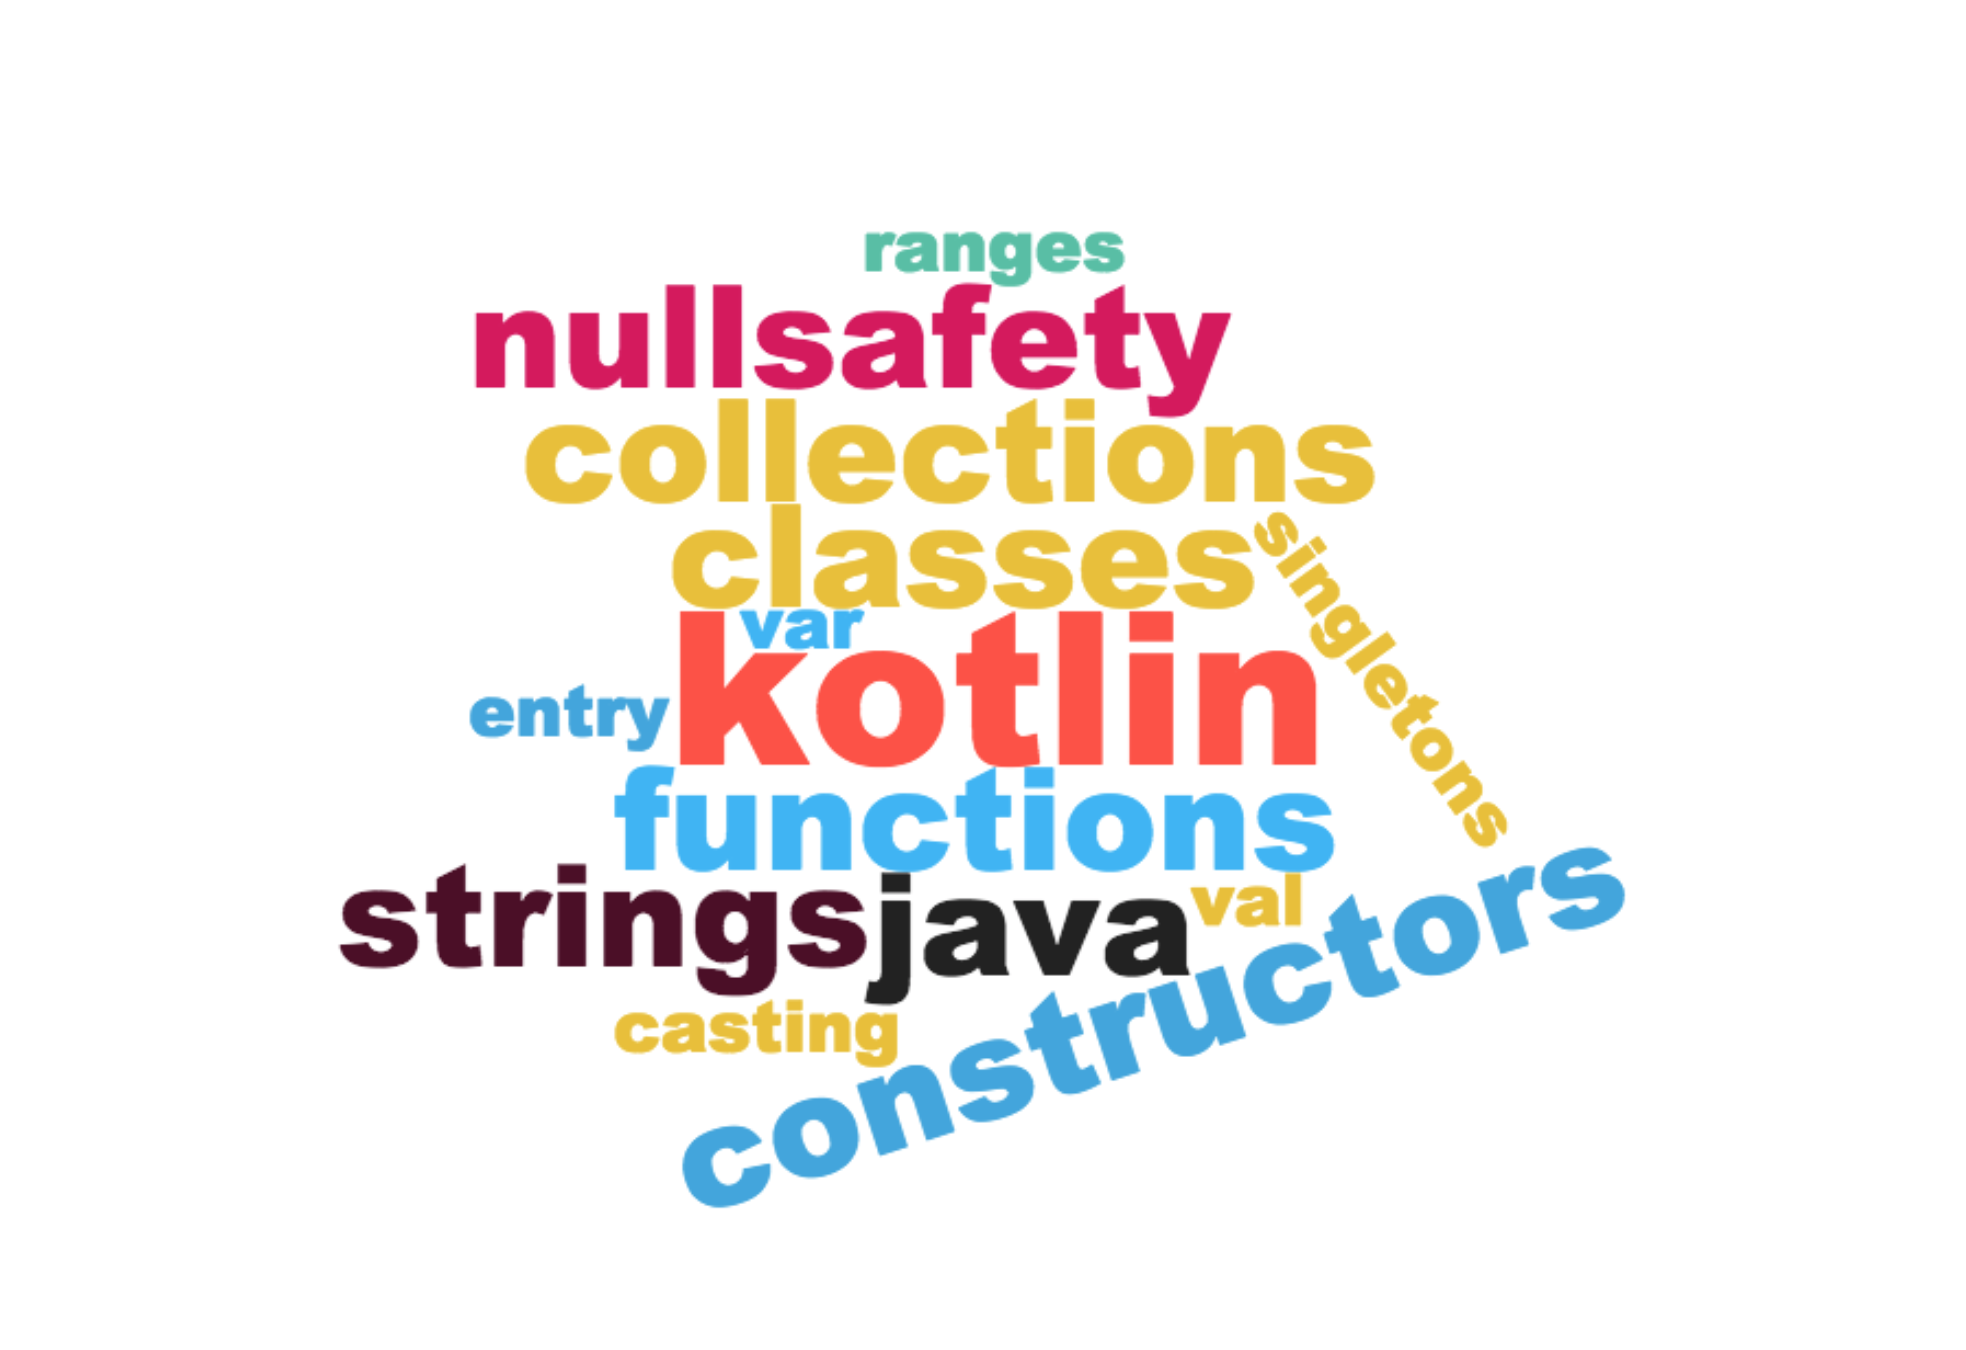 ranges
nullsafety
collections
classes
singletons
var
kotlin
entry
functions
strings
java
val
constructors
casting